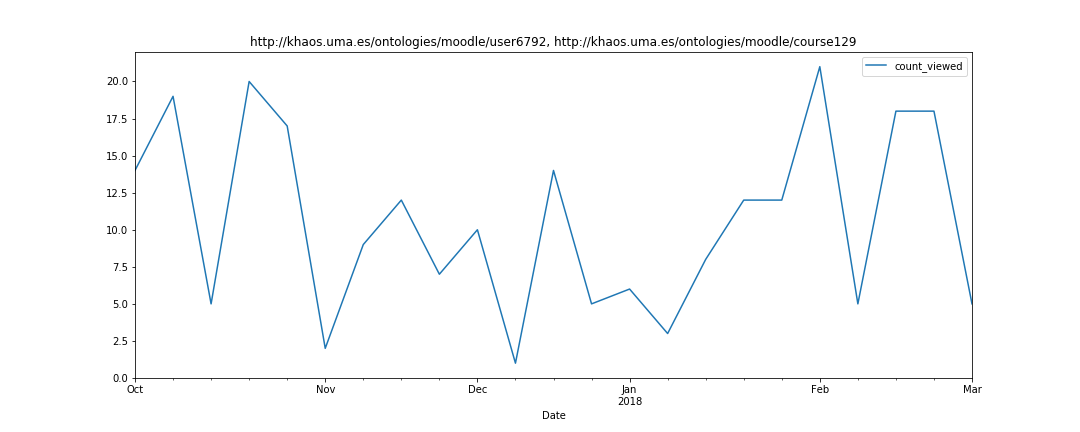 http://khaos.uma.es/ontologies/moodle/user6792, http://khaos.uma.es/ontologies/moodle/course129
count_viewed
20.0
17.5
15.0
12.5
10.0
7.5
5.0
2.5
0.0
Oct Nov Dec Jan Feb Mar
2018
Date